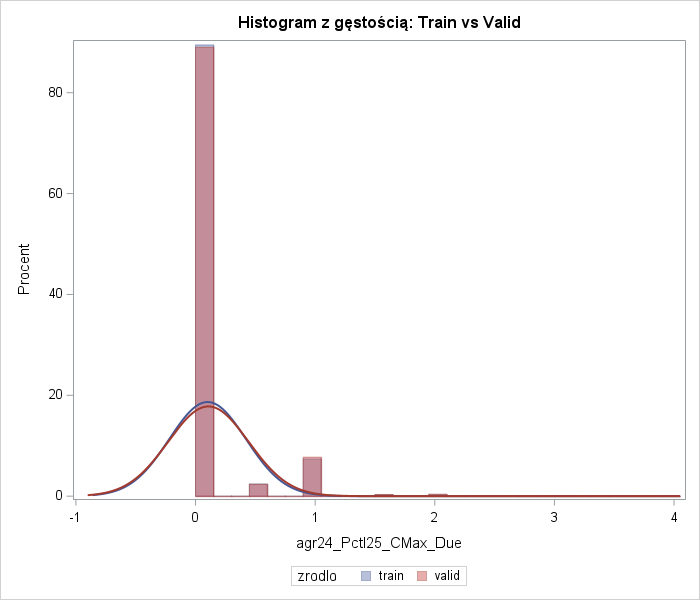 Histogram z gęstością: Train vs Valid
Procent
80
60
40
20
0
-1 0 1 2 3 4
agr24_Pctl25_CMax_Due
zrodlo train valid